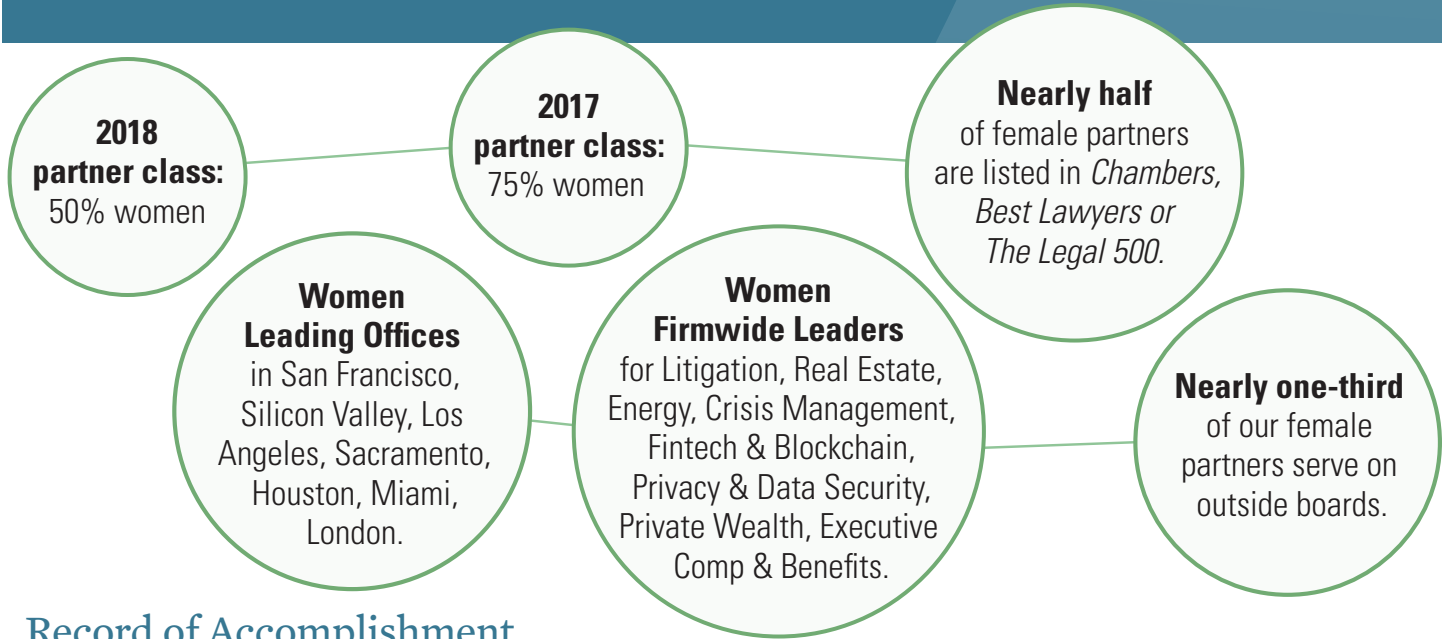 2018
partner class:
50% women
2017
partner class:
75% women
Nearly half
of female partners
are listed in Chambers,
Best Lawyers or
The Legal 500.
Women
Leading Offices
in San Francisco,
Silicon Valley, Los
Angeles, Sacramento,
Houston, Miami,
London.
Women
Firmwide Leaders
for Litigation, Real Estate,
Energy, Crisis Management,
Fintech & Blockchain,
Privacy & Data Security,
Private Wealth, Executive
Comp & Benefits.
Nearly one-third
of our female
partners serve on
outside boards.
Record of Accomplishment